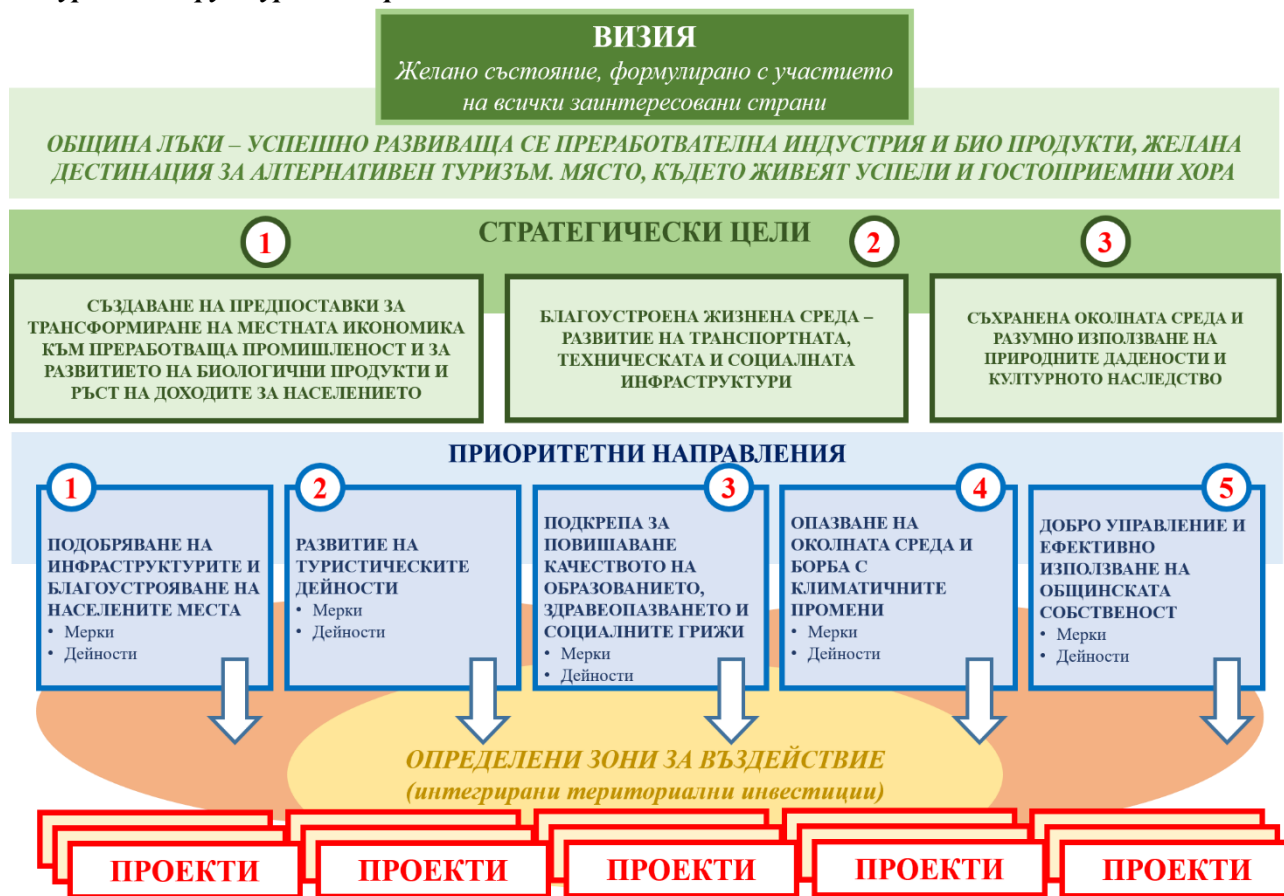 ВИЗИЯ
Желано състояние, формулирано с участието
на всички заинтересовани страни
ОБЩИНА ЛЪКИ – УСПЕШНО РАЗВИВАЩА СЕ ПРЕРАБОТВАТЕЛНА ИНДУСТРИЯ И БИО ПРОДУКТИ, ЖЕЛАНА
ДЕСТИНАЦИЯ ЗА АЛТЕРНАТИВЕН ТУРИЗЪМ. МЯСТО, КЪДЕТО ЖИВЕЯТ УСПЕЛИ И ГОСТОПРИЕМНИ ХОРА
СТРАТЕГИЧЕСКИ ЦЕЛИ
1
СЪЗДАВАНЕ НА ПРЕДПОСТАВКИ ЗА
ТРАНСФОРМИРАНЕ НА МЕСТНАТА ИКОНОМИКА
КЪМ ПРЕРАБОТВАЩА ПРОМИШЛЕНОСТ И ЗА
РАЗВИТИЕТО НА БИОЛОГИЧНИ ПРОДУКТИ И
РЪСТ НА ДОХОДИТЕ ЗА НАСЕЛЕНИЕТО
2
БЛАГОУСТРОЕНА ЖИЗНЕНА СРЕДА –
РАЗВИТИЕ НА ТРАНСПОРТНАТА,
ТЕХНИЧЕСКАТА И СОЦИАЛНАТА
ИНФРАСТРУКТУРИ
3
СЪХРАНЕНА ОКОЛНАТА СРЕДА И
РАЗУМНО ИЗПОЛЗВАНЕ НА
ПРИРОДНИТЕ ДАДЕНОСТИ И
КУЛТУРНОТО НАСЛЕДСТВО
ПРИОРИТЕТНИ НАПРАВЛЕНИЯ
1
ПОДОБРЯВАНЕ НА
ИНФРАСТРУКТУРИТЕ И
БЛАГОУСТРОЯВАНЕ НА
НАСЕЛЕНИТЕ МЕСТА
• Мерки
• Дейности
2
РАЗВИТИЕ НА
ТУРИСТИЧЕСКИТЕ
ДЕЙНОСТИ
• Мерки
• Дейности
3
ПОДКРЕПА ЗА
ПОВИШАВАНЕ
КАЧЕСТВОТО НА
ОБРАЗОВАНИЕТО,
ЗДРАВЕОПАЗВАНЕТО И
СОЦИАЛНИТЕ ГРИЖИ
• Мерки
• Дейности
4
ОПАЗВАНЕ НА
ОКОЛНАТА СРЕДА И
БОРБА С
КЛИМАТИЧНИТЕ
ПРОМЕНИ
• Мерки
• Дейности
5
ДОБРО УПРАВЛЕНИЕ И
ЕФЕКТИВНО
ИЗПОЛЗВАНЕ НА
ОБЩИНСКАТА
СОБСТВЕНОСТ
• Мерки
• Дейности
ОПРЕДЕЛЕНИ ЗОНИ ЗА ВЪЗДЕЙСТВИЕ
(интегрирани териториални инвестиции)
ПРОЕКТИ
ПРОЕКТИ
ПРОЕКТИ
ПРОЕКТИ
ПРОЕКТИ